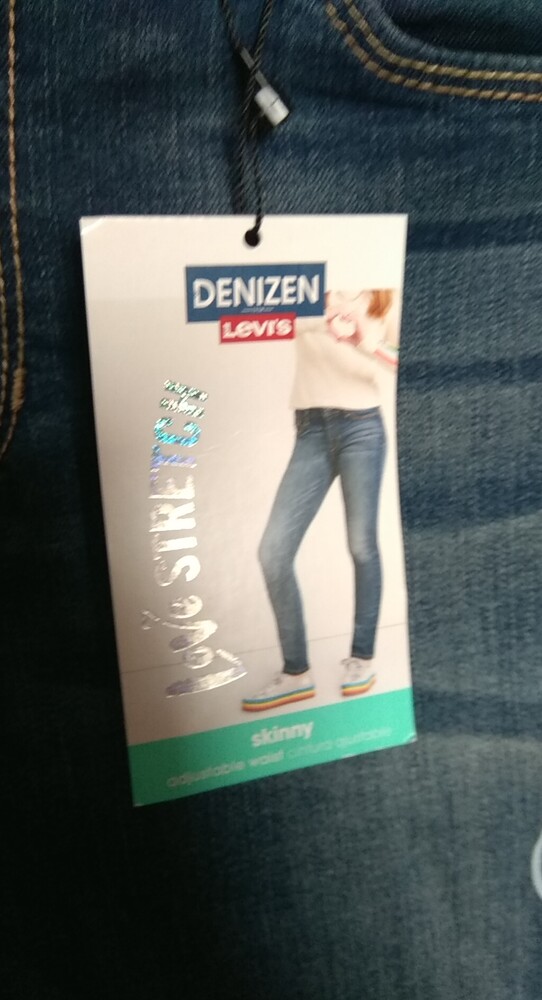 DENIZEN
Levi's
Love STRETCH
skinny
adjustable waist cintura ajustable